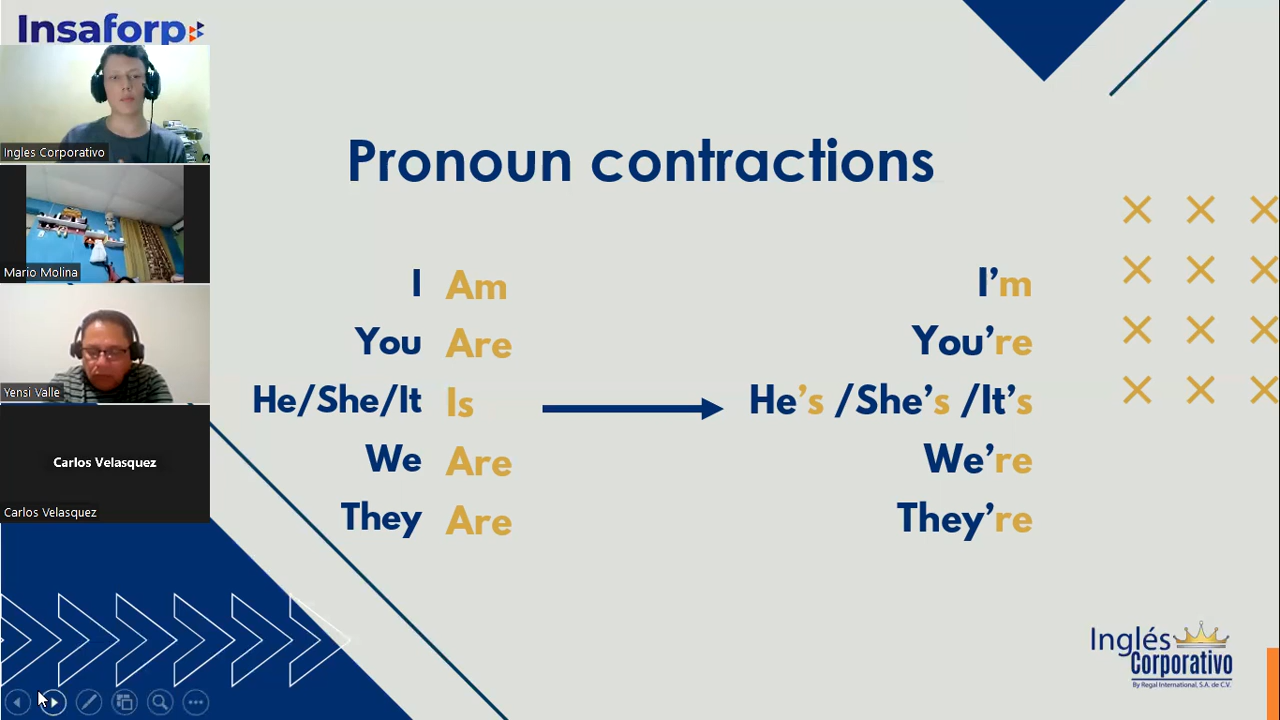 Insaforp
Ingles Corporativo
Mario Molina
Yensi Valle
Carlos Velasquez
Carlos Velasquez
Pronoun contractions
I Am I'm
You Are You're
He/She/It Is He's /She's /It's
We Are We're
They Are They're
Inglés
Corporativo
By Regal International, S.A. de C.V.